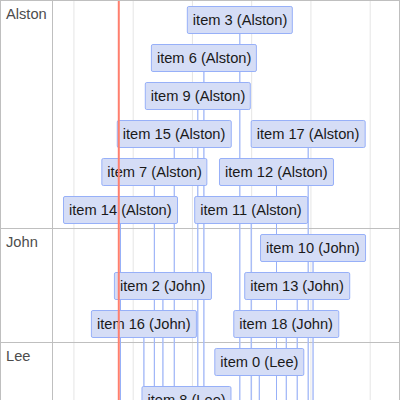 Alston
item 3 (Alston)
item 6 (Alston)
item 9 (Alston)
item 15 (Alston)
item 17 (Alston)
item 7 (Alston)
item 12 (Alston)
item 14 (Alston)
item 11 (Alston)
John
item 10 (John)
item 2 (John)
item 13 (John)
item 16 (John)
item 18 (John)
Lee
item 0 (Lee)
item 8 (Lee)